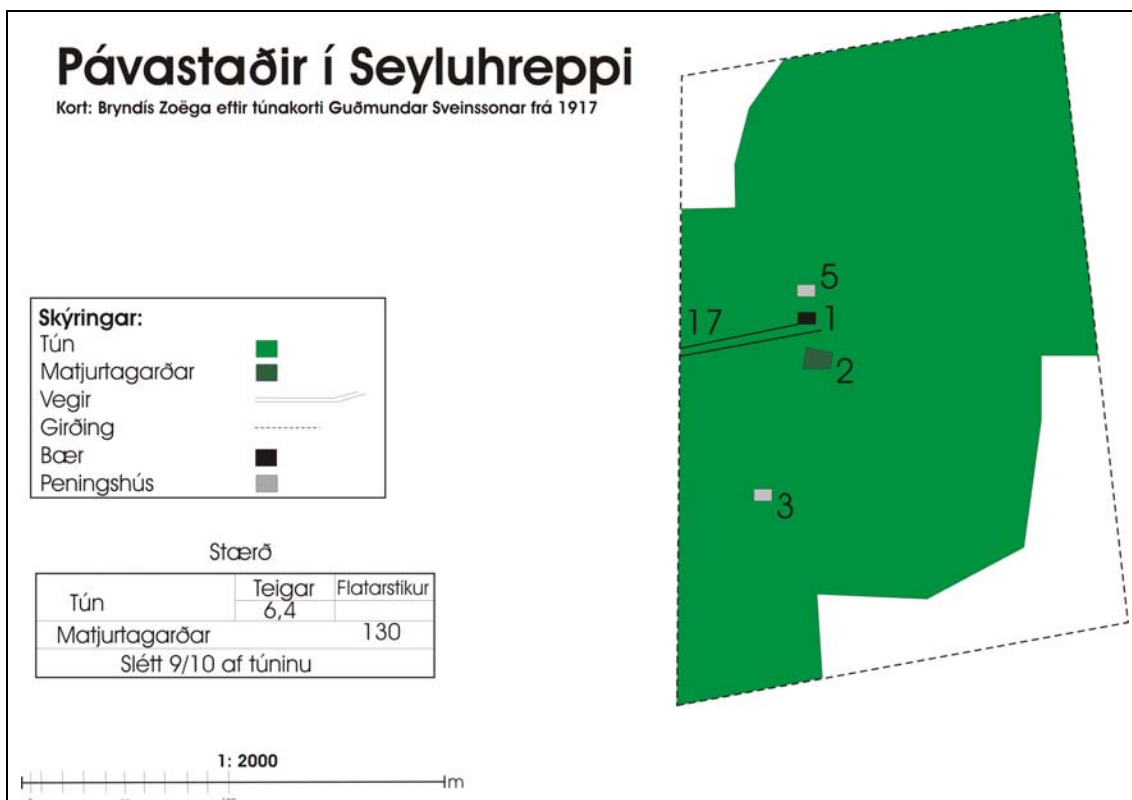 Pávastaðir í Seyluhreppi
Kort: Bryndís Zoëga eftir túnakorti Guðmundar Sveinssonar frá 1917
Skýringar:
Tún
Matjurtagarðar
Vegir
Girðing
Bær
Peningshús
Stærð
Tún Teigar Flatarstikur
6,4
Matjurtagarðar 130
Slétt 9/10 af túninu
1: 2000
m
5
17 1
2
3